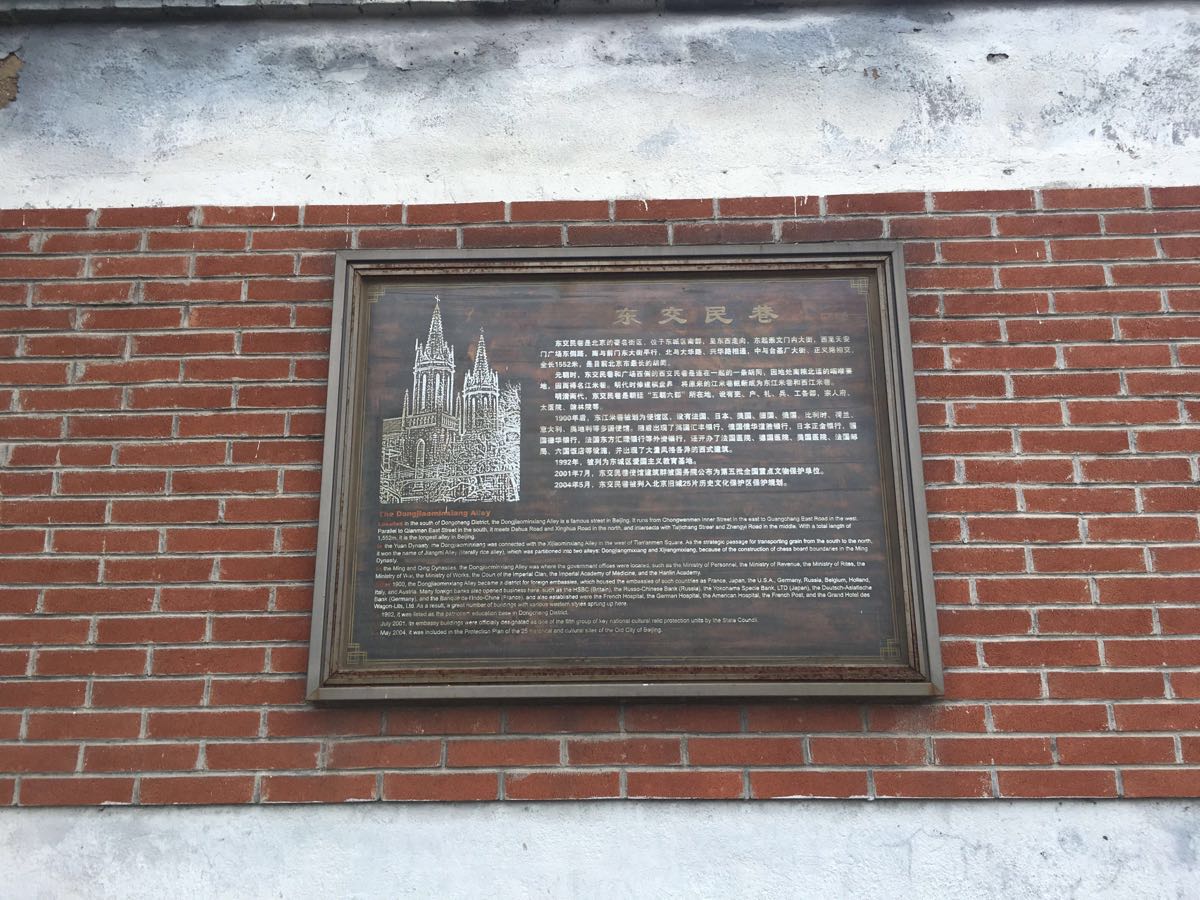 东交民巷
东交民巷是北京的著名街区，位于东城区南部，呈东西走向，东起崇文门内大街，西至天安
门广场东侧路，南与前门东大街平行，北与大华路、兴华路相通，中与台基厂大街、正义路相交，
全长1552米，是目前北京市最长的胡同。
元朝时，东交民巷和广场西侧的西交民巷是连在一起的一条胡同，因地处南粮北运的咽喉要
地，因而得名江米巷。明代时修建棋盘界，将原来的江米巷截断成为东江米巷和西江米巷。
明清两代，东交民巷是朝廷“五朝六部”所在地，设有吏、户、礼、兵、工各部，宗人府、
太医院、翰林院等。
1900年后，东江米巷被划为使馆区，设有法国、日本、美国、德国、俄国、比利时、荷兰、
意大利、奥地利等多国使馆。随后出现了英国汇丰银行、俄国俄华道胜银行、日本正金银行、德
国德华银行、法国东方汇理银行等外资银行，还开办了法国医院、德国医院、美国医院、法国邮
局、六国饭店等设施，并出现了大量风格各异的西式建筑。
1992年，被列为东城区爱国主义教育基地。
2001年7月，东交民巷使馆建筑群被国务院公布为第五批全国重点文物保护单位。
2004年5月，东交民巷被列入北京旧城25片历史文化保护区保护规划。
The Dongjiaominxiang Alley
Located in the south of Dongcheng District, the Dongjiaominxiang Alley is a famous street in Beijing. It runs from Chongwenmen Inner Street in the east to Guangchang East Road in the west.
Parallel to Qianmen East Street in the south, it meets Dahua Road and Xinghua Road in the north, and intersects with Taijichang Street and Zhengyi Road in the middle. With a total length of
1,552m, it is the longest alley in Beijing.
In the Yuan Dynasty, the Dongjiaominxiang was connected with the Xijiaominxiang Alley in the west of Tian'anmen Square. As the strategic passage for transporting grain from the south to the north,
it won the name of Jiangmi Alley (literally rice alley), which was partitioned into two alleys: Dongjiangmixiang and Xijiangmixiang, because of the construction of chess board boundaries in the Ming
Dynasty.
In the Ming and Qing Dynasties, the Dongjiaominxiang Alley was where the government offices were located, such as the Ministry of Personnel, the Ministry of Revenue, the Ministry of Rites, the
Ministry of War, the Ministry of Works, the Court of the Imperial Clan, the Imperial Academy of Medicine, and the Hanlin Academy.
1900, the Dongjiaominxiang Alley became a district for foreign embassies, which housed the embassies of such countries as France, Japan, the U.S.A., Germany, Russia, Belgium, Holland,
Italy, and Austria. Many foreign banks also opened business here, such as the HSBC (Britain), the Russo-Chinese Bank (Russia), the Yokohama Specie Bank, LTD (Japan), the Deutsch-Asiatische
Bank (Germany), and the Banque de l'Indo-China (France), and also established were the French Hospital, the German Hospital, the American Hospital, the French Post, and the Grand Hotel des
Wagon-Lits, Ltd. As a result, a great number of buildings with various western styles sprung up here.
1992, it was listed as the patriotism education base in Dongcheng District.
July 2001, its embassy buildings were officially designated as one of the fifth group of key national cultural relic protection units by the State Council.
May 2004, it was included in the Protection Plan of the 25 historical and cultural sites of the Old City of Beijing.